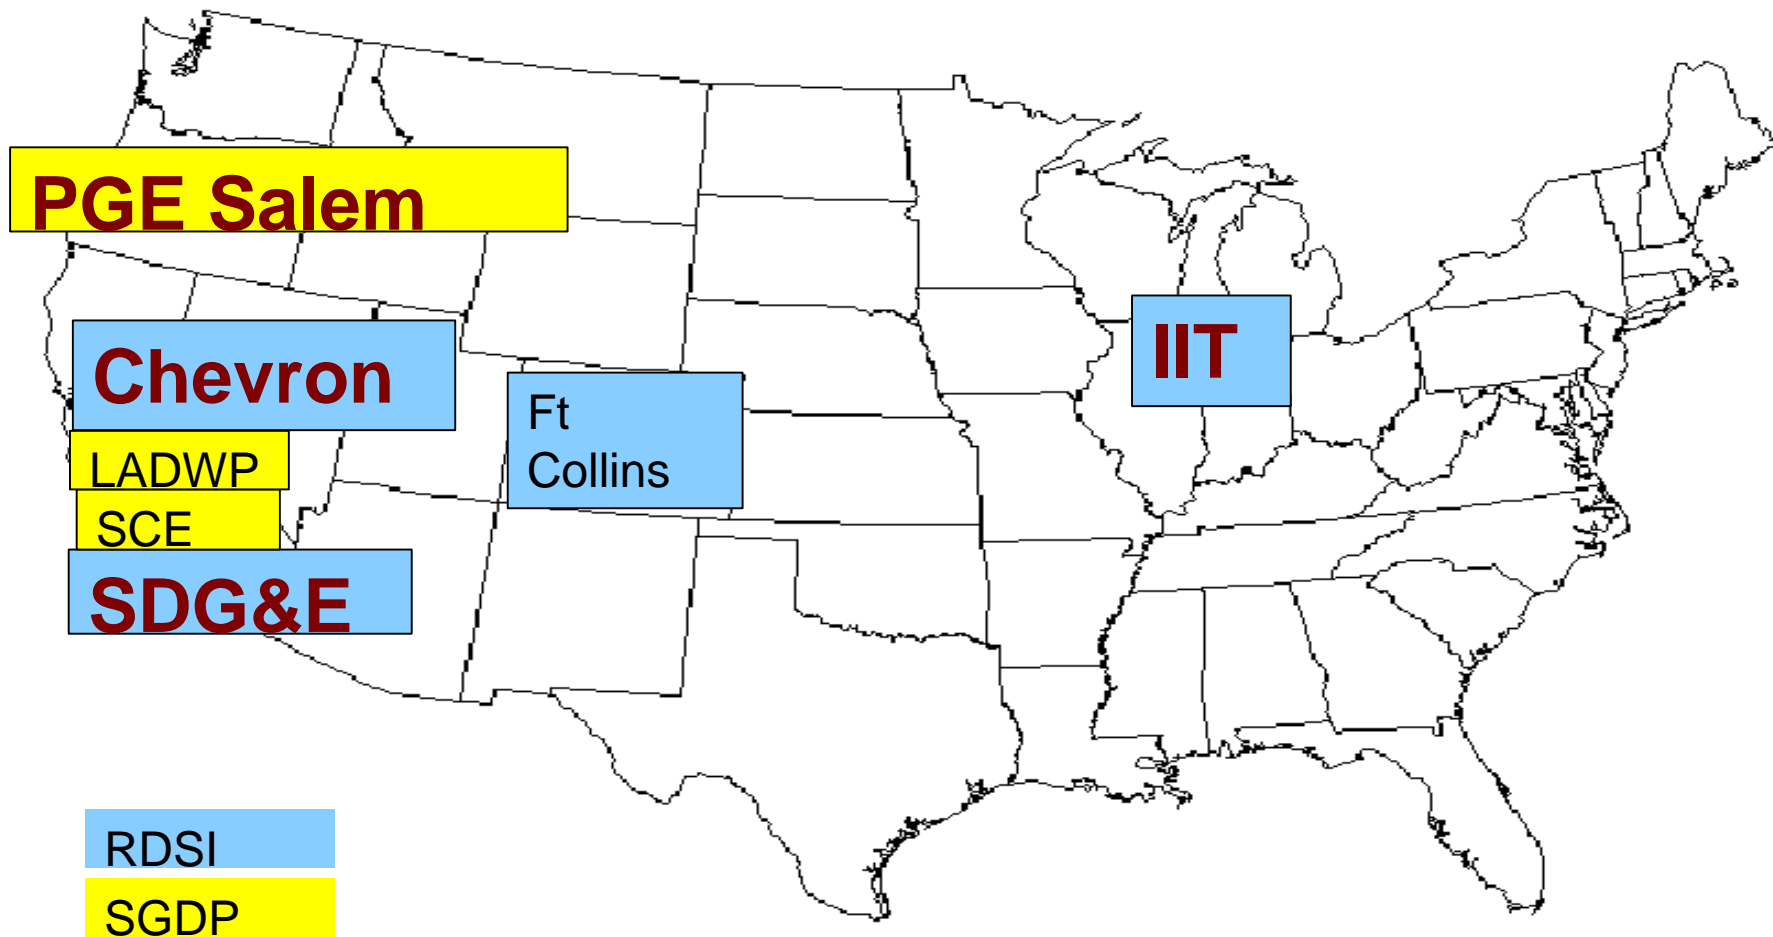 PGE Salem
Chevron
IIT
Ft
Collins
LADWP
SCE
SDG&E
RDSI
SGDP